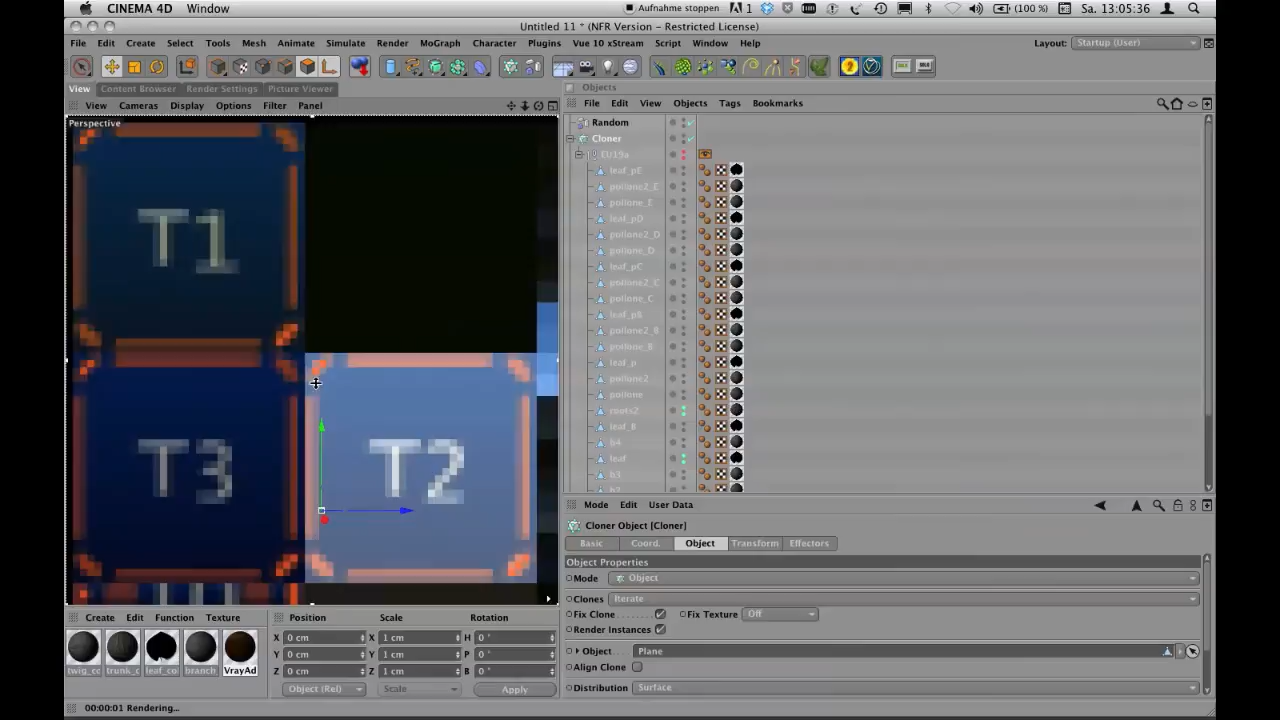 CINEMA 4D Window Aufnahme stoppen 1 (100 %) Sa. 13:05:36
Untitled 11 * (NFR Version - Restricted License)
File Edit Create Select Tools Mesh Animate Simulate Render MoGraph Character Plugins Vue 10 xStream Script Window Help Layout: Startup (User)
View Content Browser Render Settings Picture Viewer
Objects
View Cameras Display Options Filter Panel
File Edit View Objects Tags Bookmarks
Perspective
Random
Cloner
EU19a
leaf_pE
pollone2_E
pollone_E
leaf_pD
pollone2_D
pollone_D
leaf_pC
pollone2_C
pollone_C
leaf_pB
pollone2_B
pollone_B
leaf_p
pollone2
pollone
roots2
leaf_B
b4
leaf
b3
T1
T3
T2
Mode Edit User Data
Cloner Object [Cloner]
Basic Coord. Object Transform Effectors
Object Properties
Mode Object
Clones Iterate
Fix Clone Fix Texture Off
Render Instances
Object Plane
Align Clone
Distribution Surface
Create Edit Function Texture
twig_co trunk_c leaf_co branch_ VrayAd
Position Scale Rotation
X 0 cm X 1 cm H 0 °
Y 0 cm Y 1 cm P 0 °
Z 0 cm Z 1 cm B 0 °
Object (Rel) Scale Apply
00:00:01 Rendering...